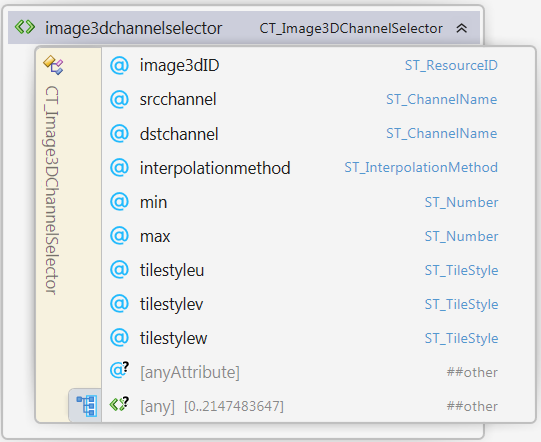 image3dchannelselector CT_Image3DChannelSelector
CT_Image3DChannelSelector
image3dID ST_ResourceID
srcchannel ST_ChannelName
dstchannel ST_ChannelName
interpolationmethod ST_InterpolationMethod
min ST_Number
max ST_Number
tilestyleu ST_TileStyle
tilestylev ST_TileStyle
tilestylew ST_TileStyle
[anyAttribute] ##other
[any] [0..2147483647] ##other